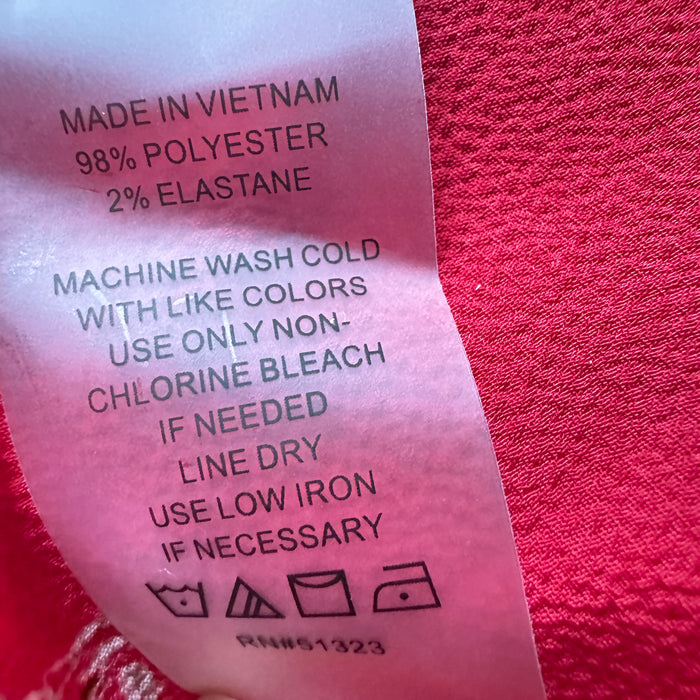 MADE IN VIETNAM
98% POLYESTER
2% ELASTANE
MACHINE WASH COLD
WITH LIKE COLORS
USE ONLY NON-
CHLORINE BLEACH
IF NEEDED
LINE DRY
USE LOW IRON
IF NECESSARY
RN#51323